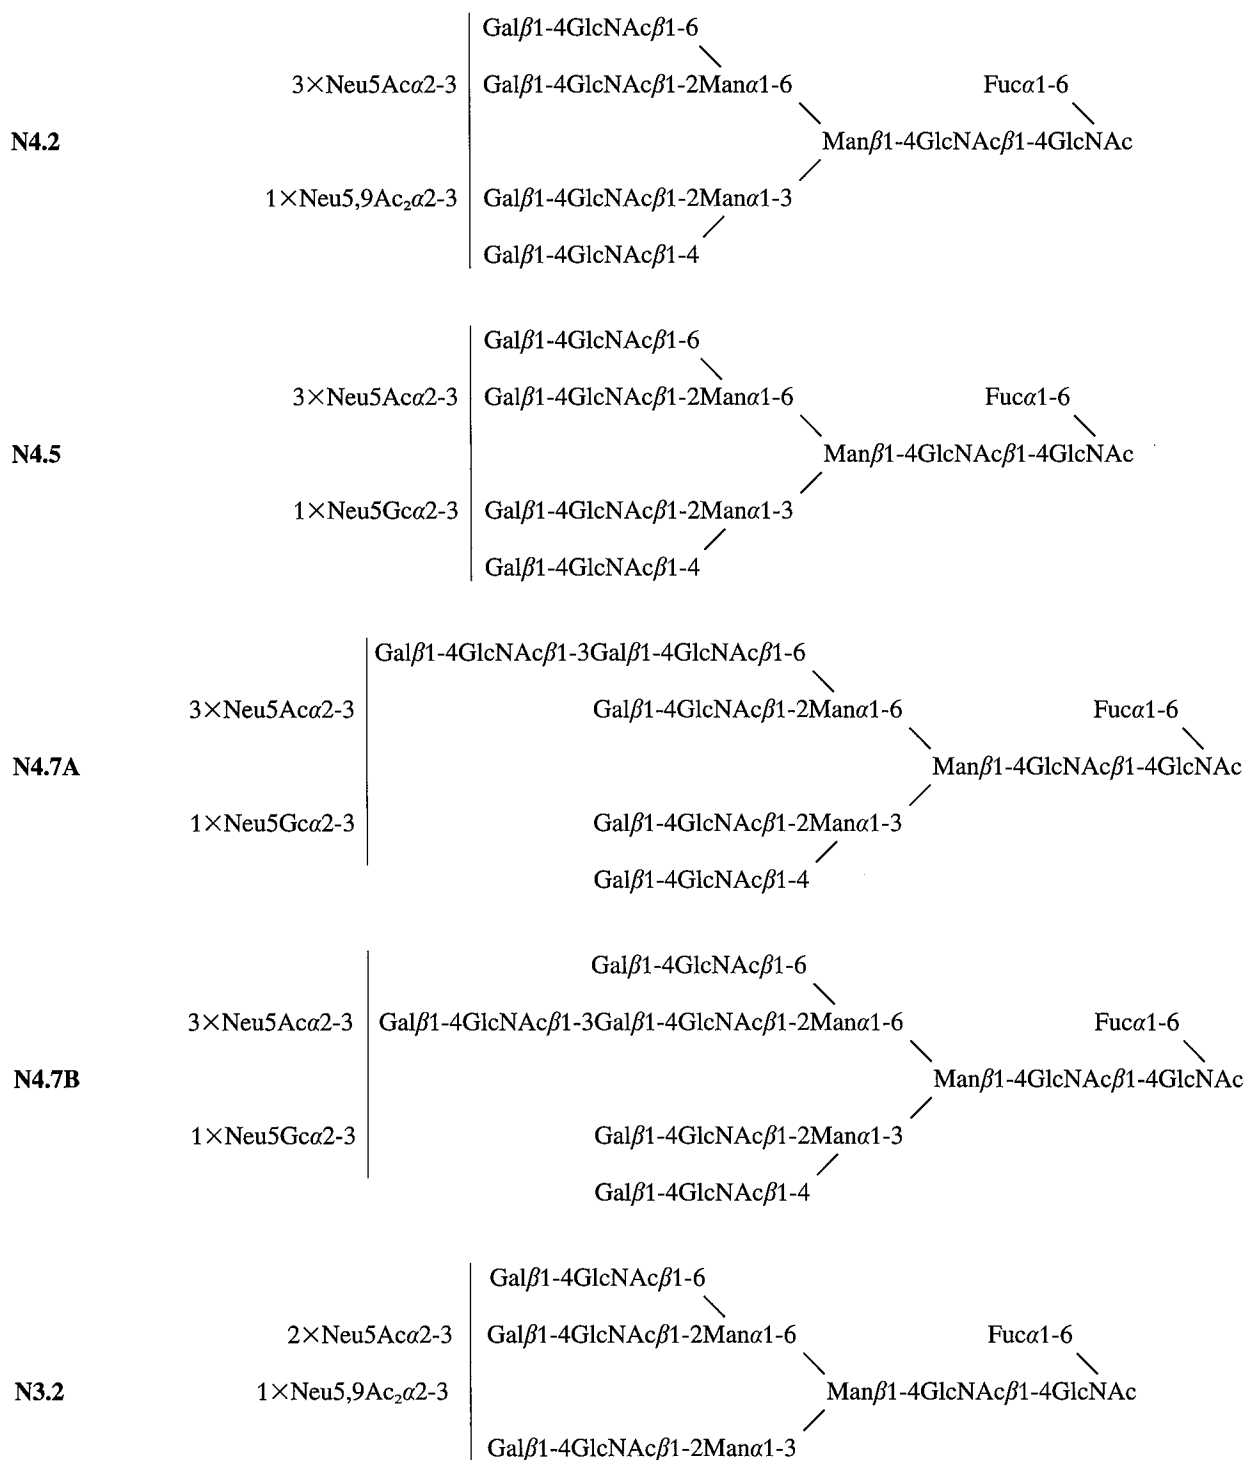 Galβ1-4GlcNAcβ1-6
3×Neu5Acα2-3 Galβ1-4GlcNAcβ1-2Manα1-6 Fucα1-6
N4.2 Manβ1-4GlcNAcβ1-4GlcNAc
1×Neu5,9Ac₂α2-3 Galβ1-4GlcNAcβ1-2Manα1-3
Galβ1-4GlcNAcβ1-4
Galβ1-4GlcNAcβ1-6
3×Neu5Acα2-3 Galβ1-4GlcNAcβ1-2Manα1-6 Fucα1-6
N4.5 Manβ1-4GlcNAcβ1-4GlcNAc
1×Neu5Gcα2-3 Galβ1-4GlcNAcβ1-2Manα1-3
Galβ1-4GlcNAcβ1-4
Galβ1-4GlcNAcβ1-3Galβ1-4GlcNAcβ1-6
3×Neu5Acα2-3 Galβ1-4GlcNAcβ1-2Manα1-6 Fucα1-6
N4.7A Manβ1-4GlcNAcβ1-4GlcNAc
1×Neu5Gcα2-3 Galβ1-4GlcNAcβ1-2Manα1-3
Galβ1-4GlcNAcβ1-4
Galβ1-4GlcNAcβ1-6
3×Neu5Acα2-3 Galβ1-4GlcNAcβ1-3Galβ1-4GlcNAcβ1-2Manα1-6 Fucα1-6
N4.7B Manβ1-4GlcNAcβ1-4GlcNAc
1×Neu5Gcα2-3 Galβ1-4GlcNAcβ1-2Manα1-3
Galβ1-4GlcNAcβ1-4
Galβ1-4GlcNAcβ1-6
2×Neu5Acα2-3 Galβ1-4GlcNAcβ1-2Manα1-6 Fucα1-6
N3.2 1×Neu5,9Ac₂α2-3 Manβ1-4GlcNAcβ1-4GlcNAc
Galβ1-4GlcNAcβ1-2Manα1-3